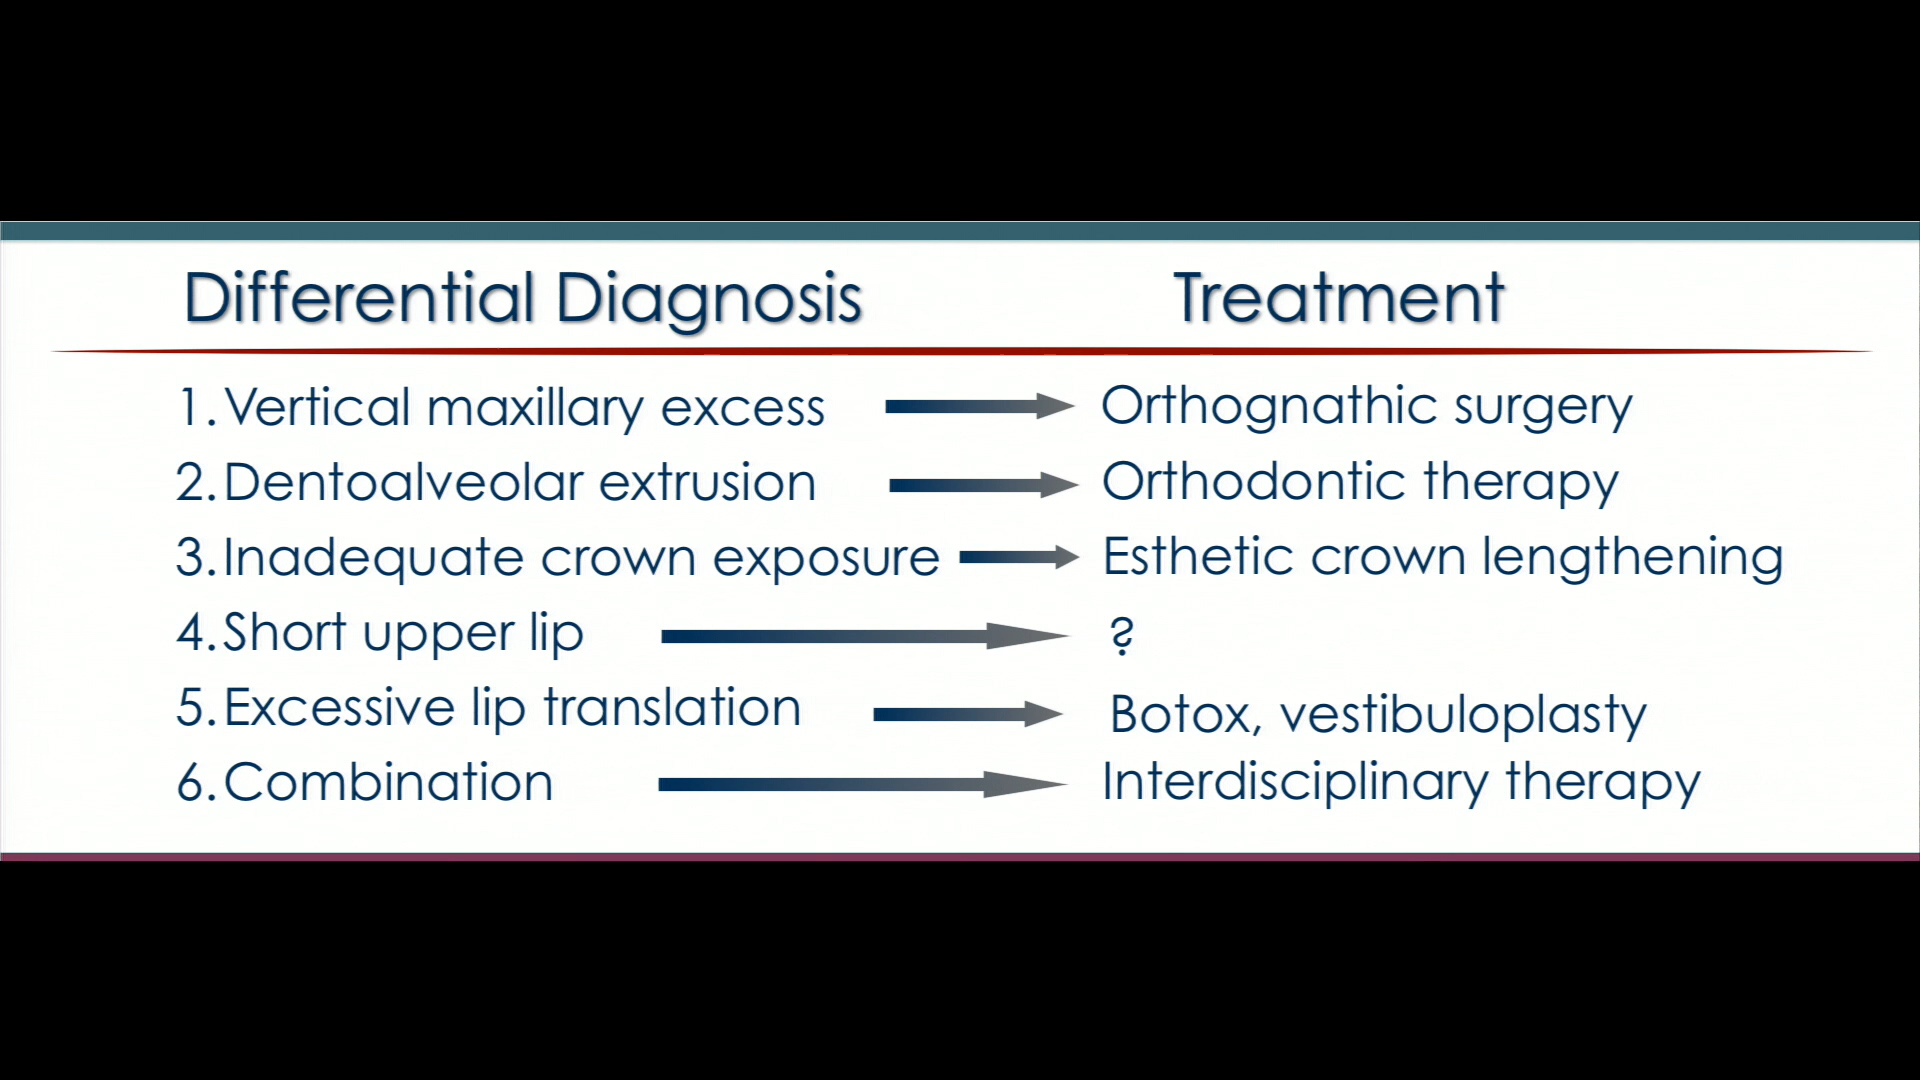 Differential Diagnosis Treatment
1. Vertical maxillary excess Orthognathic surgery
2. Dentoalveolar extrusion Orthodontic therapy
3. Inadequate crown exposure Esthetic crown lengthening
4. Short upper lip ?
5. Excessive lip translation Botox, vestibuloplasty
6. Combination Interdisciplinary therapy